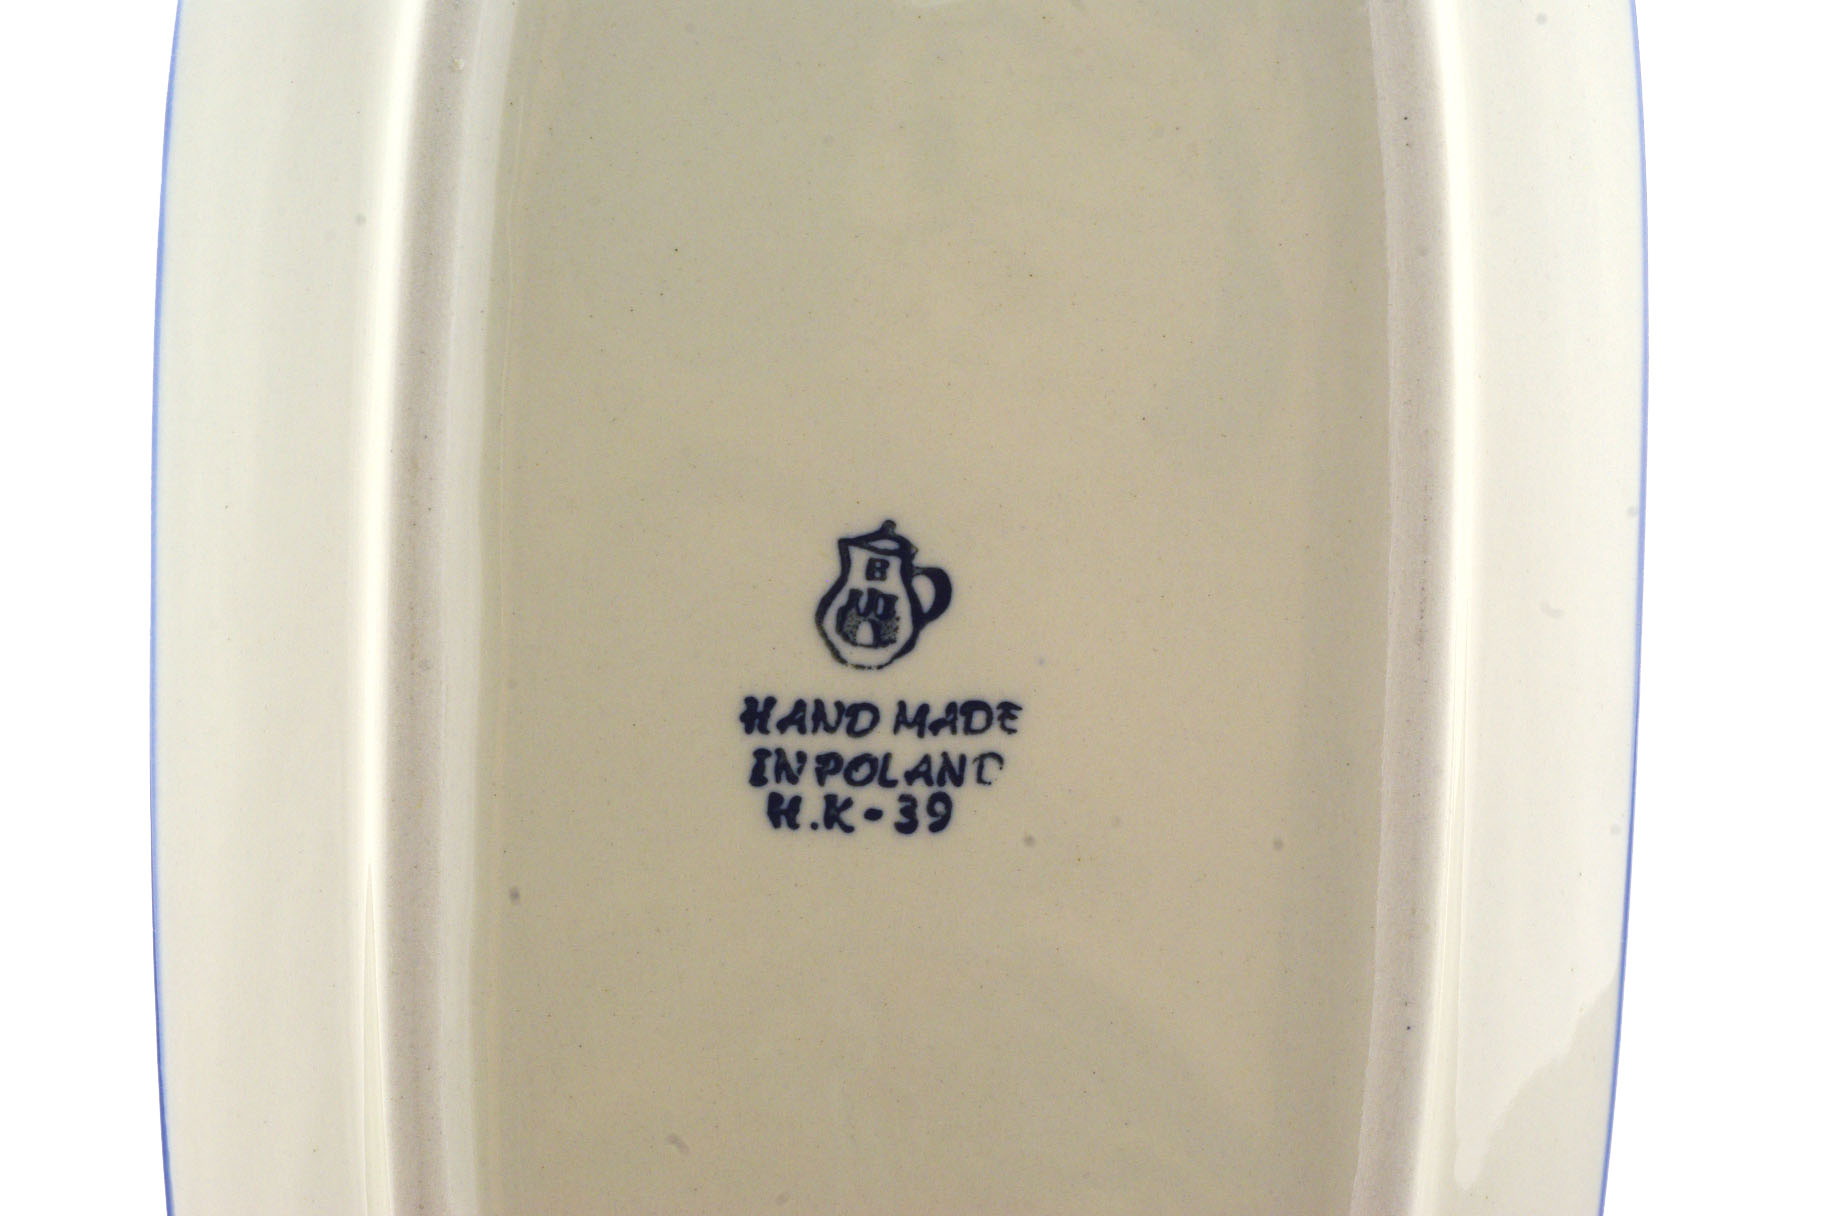 B
HAND MADE
IN POLAND
H.K-39